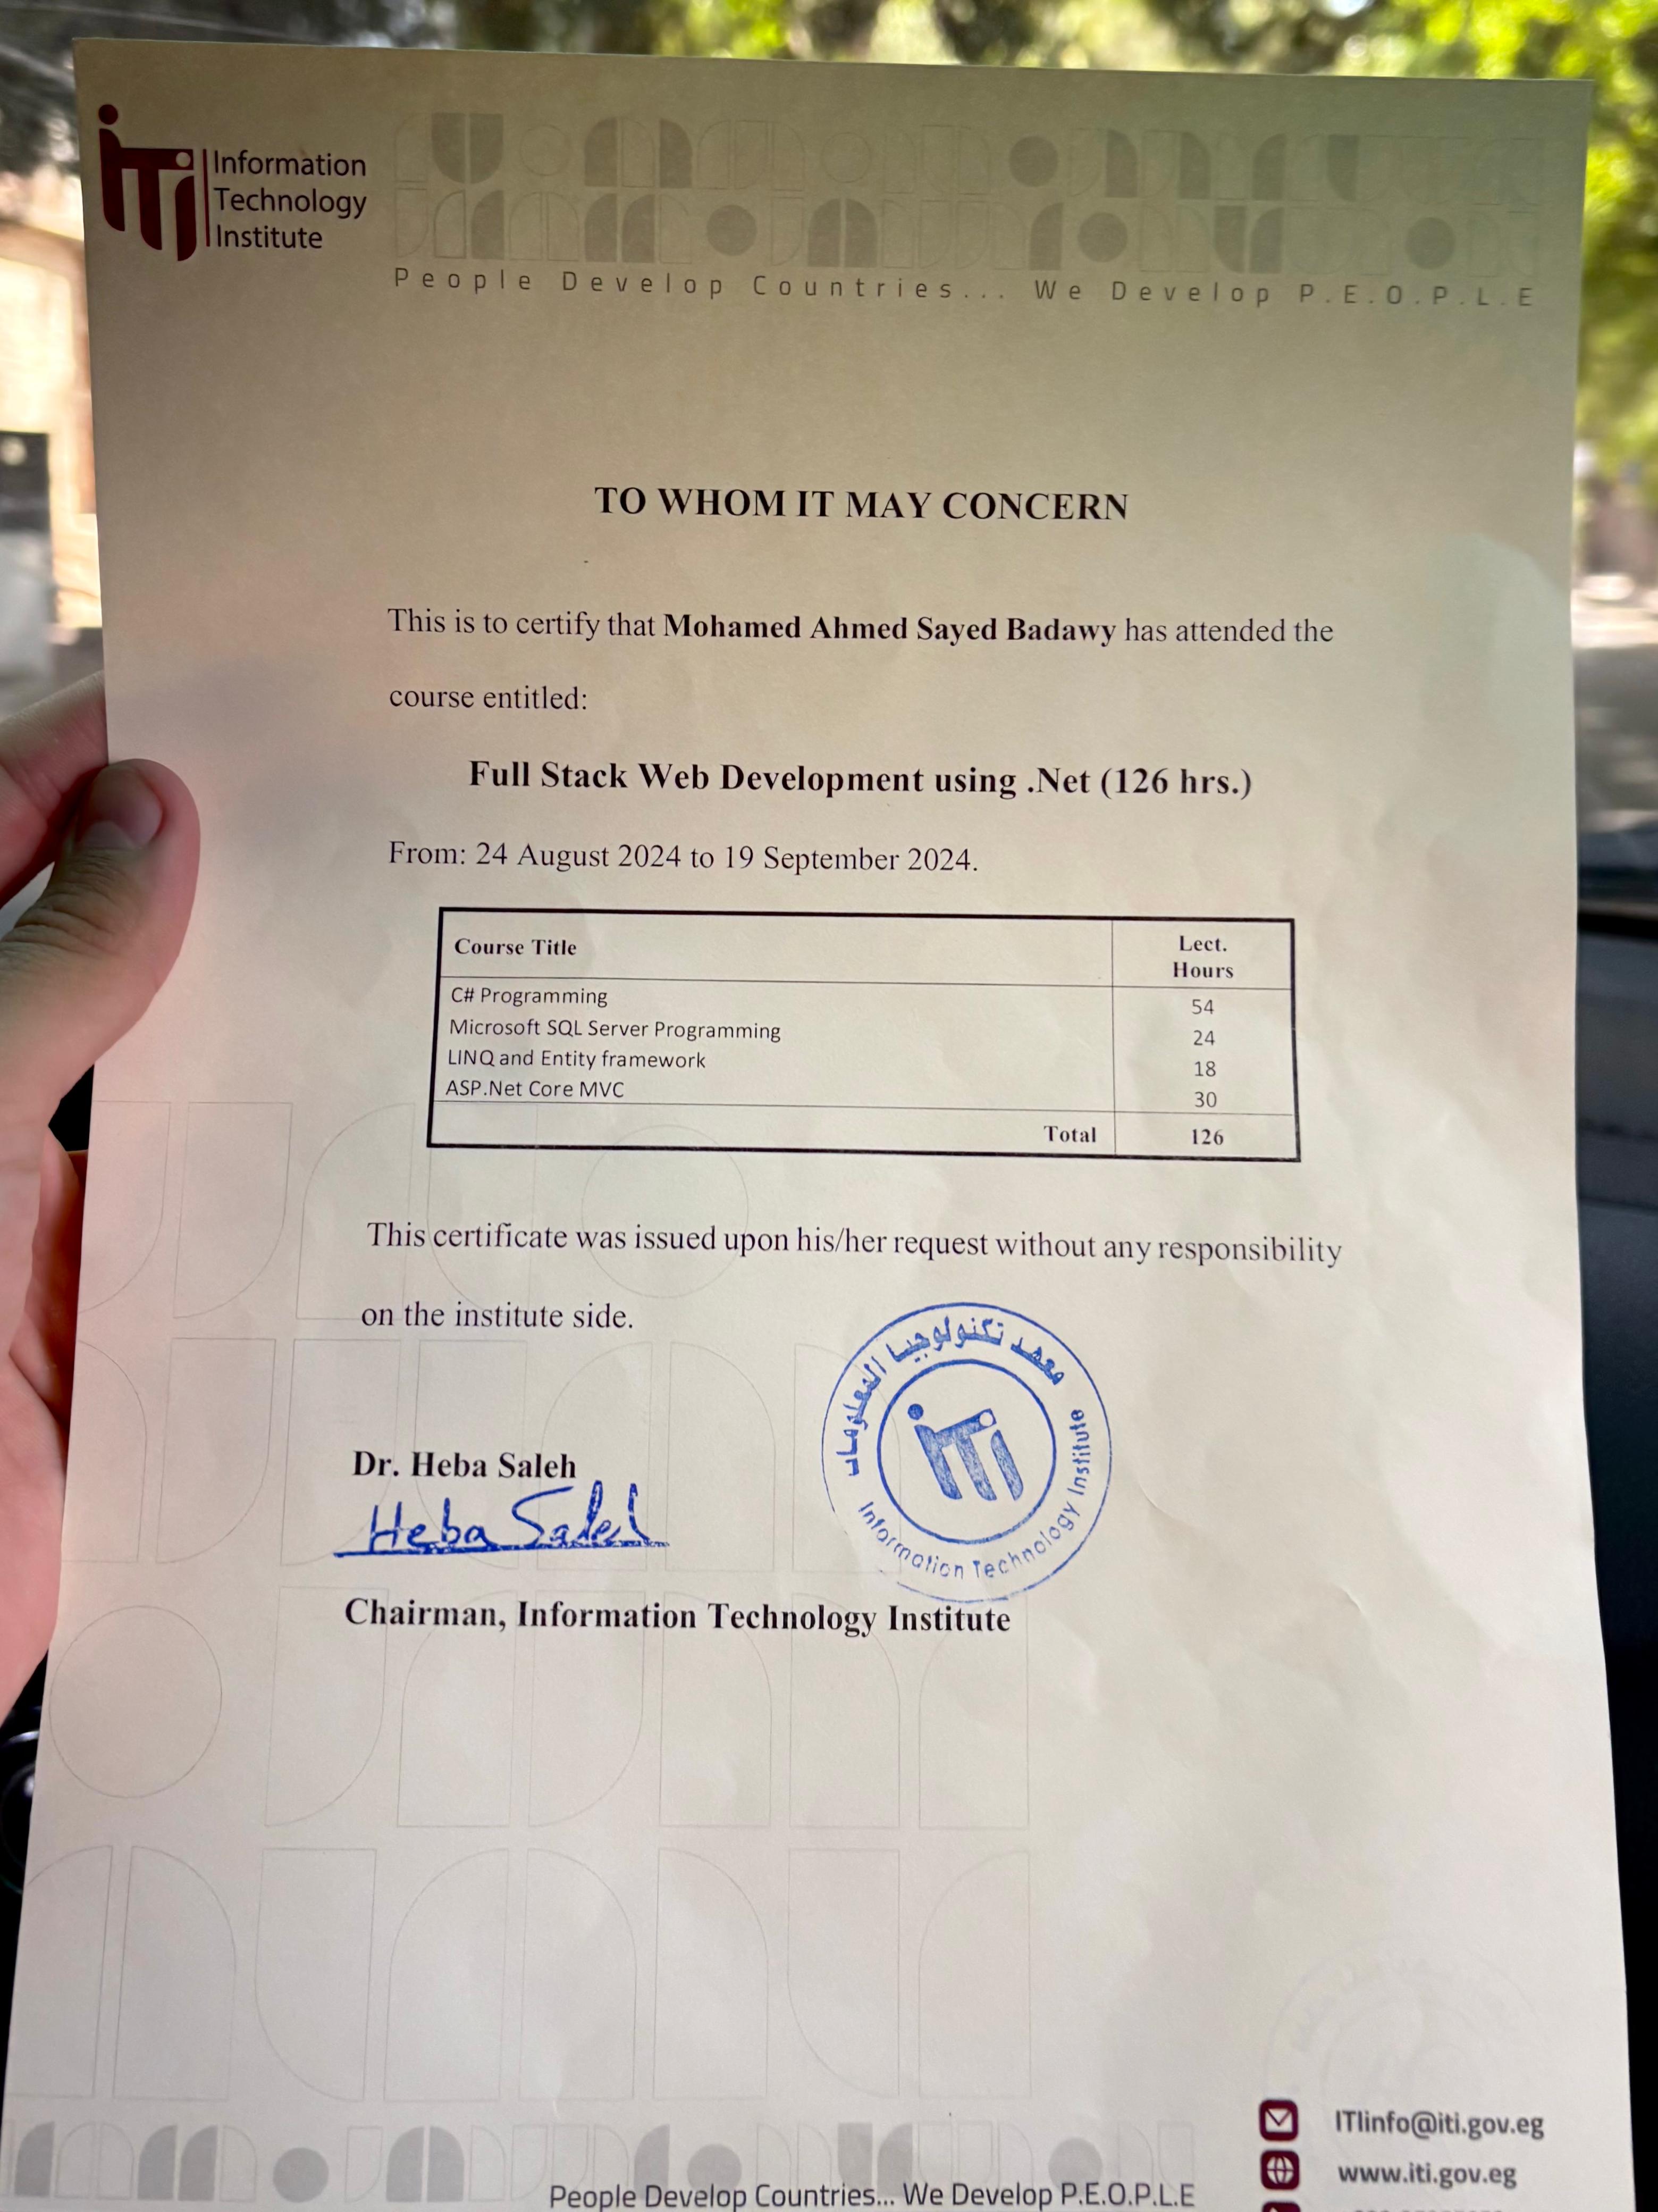 iTi
Information
Technology
Institute
People Develop Countries... We Develop P.E.O.P.L.E
TO WHOM IT MAY CONCERN
This is to certify that Mohamed Ahmed Sayed Badawy has attended the
course entitled:
Full Stack Web Development using .Net (126 hrs.)
From: 24 August 2024 to 19 September 2024.
Course Title Lect. Hours
C# Programming 54
Microsoft SQL Server Programming 24
LINQ and Entity framework 18
ASP.Net Core MVC 30
Total 126
This certificate was issued upon his/her request without any responsibility
on the institute side.
معهد تكنولوجيا المعلومات
iTi
Information Technology Institute
Dr. Heba Saleh
Heba Saleh
Chairman, Information Technology Institute
ITIinfo@iti.gov.eg
www.iti.gov.eg
People Develop Countries... We Develop P.E.O.P.L.E